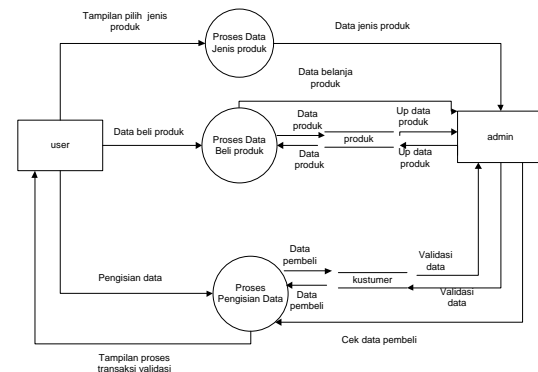 Tampilan pilih jenis
produk
Proses Data
Jenis produk
Data jenis produk
Data belanja
produk
user
Data beli produk
Proses Data
Beli produk
Data
produk
produk
Data
produk
Up data
produk
Up data
produk
admin
Pengisian data
Proses
Pengisian Data
Data
pembeli
kustumer
Data
pembeli
Validasi
data
Validasi
data
Cek data pembeli
Tampilan proses
transaksi validasi